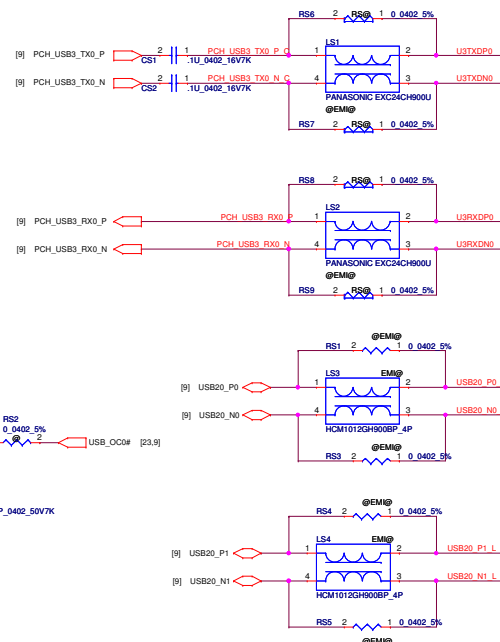 RS6 2 RS@ 1 0_0402_5%
LS1
[9] PCH_USB3_TX0_P 2 1 PCH_USB3_TX0_P_C 1 2 U3TXDP0
CS1 .1U_0402_16V7K
[9] PCH_USB3_TX0_N 2 1 PCH_USB3_TX0_N_C 4 3 U3TXDN0
CS2 .1U_0402_16V7K
PANASONIC EXC24CH900U
@EMI@
RS7 2 RS@ 1 0_0402_5%
RS8 2 RS@ 1 0_0402_5%
LS2
[9] PCH_USB3_RX0_P PCH_USB3_RX0_P 1 2 U3RXDP0
[9] PCH_USB3_RX0_N PCH_USB3_RX0_N 4 3 U3RXDN0
PANASONIC EXC24CH900U
@EMI@
RS9 2 RS@ 1 0_0402_5%
@EMI@
RS1 2 1 0_0402_5%
LS3 EMI@
[9] USB20_P0 1 2 USB20_P0
[9] USB20_N0 4 3 USB20_N0
HCM1012GH900BP_4P
RS2
0_0402_5%
@ 2 USB_OC0# [23,9]
RS3 2 1 0_0402_5%
@EMI@
P_0402_50V7K
@EMI@
RS4 2 1 0_0402_5%
LS4 EMI@
[9] USB20_P1 1 2 USB20_P1_L
[9] USB20_N1 4 3 USB20_N1_L
HCM1012GH900BP_4P
RS5 2 1 0_0402_5%
@EMI@